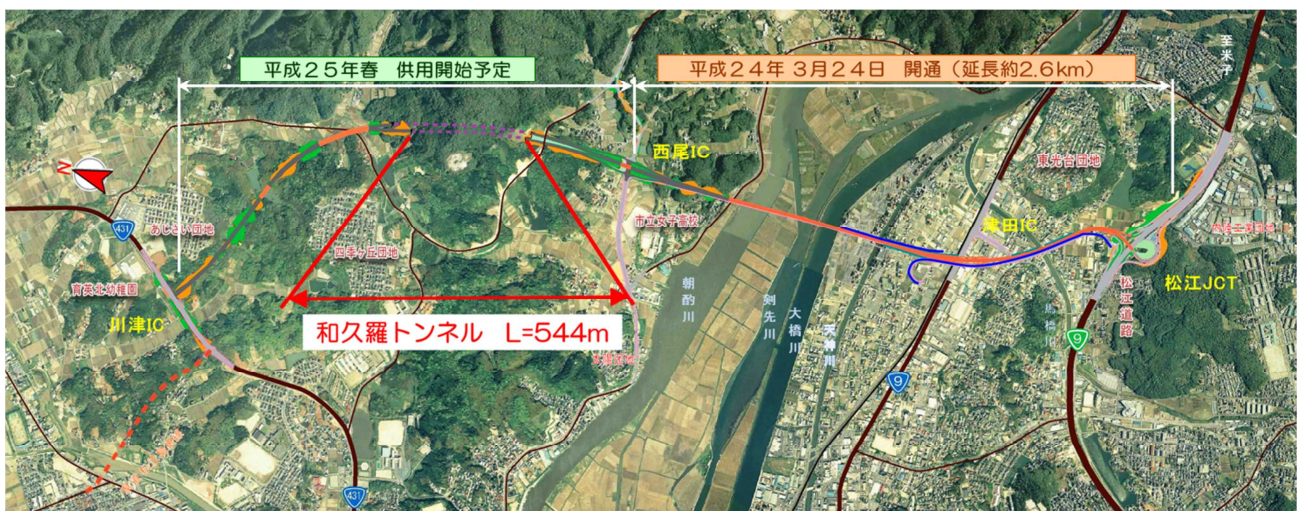 平成25年春　供用開始予定
平成24年 3月24日　開通（延長約2.6km）
至米子
N
西尾IC
東光台団地
431
あじさい団地
四季ヶ丘団地
市立女子高校
津田IC
育英北幼稚園
川津IC
朝酌川
剣先川
大橋川
天神川
馬橋川
松江道路
松江JCT
和久羅トンネル　L=544m
9
9
431